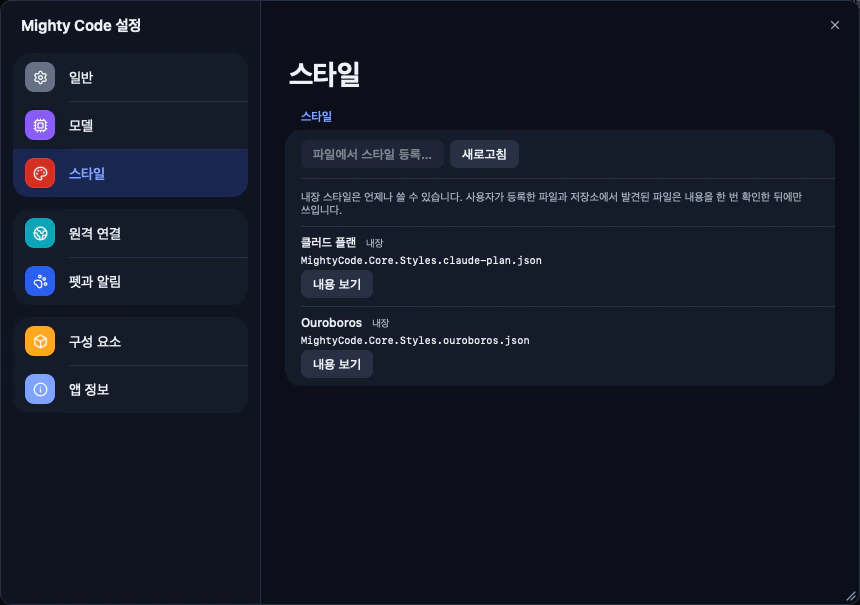 Mighty Code 설정
일반
모델
스타일
원격 연결
펫과 알림
구성 요소
앱 정보
스타일
스타일
파일에서 스타일 등록... 새로고침
내장 스타일은 언제나 쓸 수 있습니다. 사용자가 등록한 파일과 저장소에서 발견된 파일은 내용을 한 번 확인한 뒤에만
쓰입니다.
클러드 플랜 내장
MightyCode.Core.Styles.claude-plan.json
내용 보기
Ouroboros 내장
MightyCode.Core.Styles.ouroboros.json
내용 보기